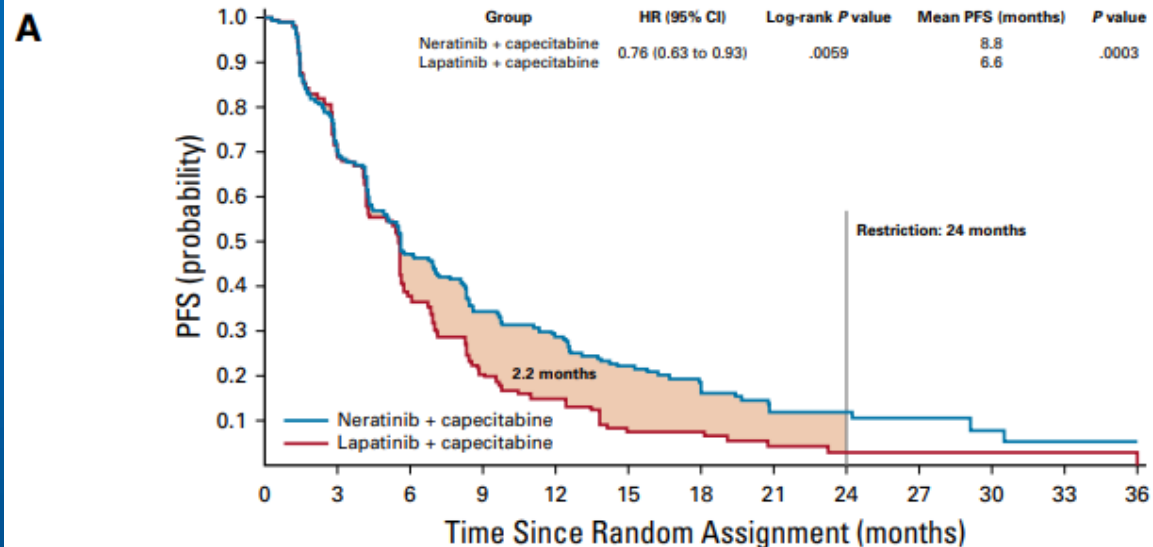 A
Group HR (95% CI) Log-rank P value Mean PFS (months) P value
Neratinib + capecitabine 8.8
0.76 (0.63 to 0.93) .0059 .0003
Lapatinib + capecitabine 6.6
PFS (probability)
1.0
0.9
0.8
0.7
0.6
0.5
0.4
0.3
0.2
0.1
Restriction: 24 months
2.2 months
Neratinib + capecitabine
Lapatinib + capecitabine
0 3 6 9 12 15 18 21 24 27 30 33 36
Time Since Random Assignment (months)